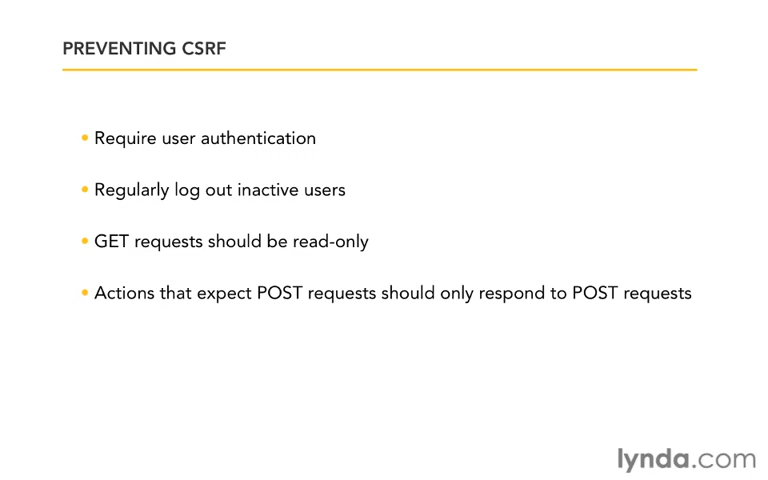 PREVENTING CSRF
• Require user authentication
• Regularly log out inactive users
• GET requests should be read-only
• Actions that expect POST requests should only respond to POST requests
lynda.com